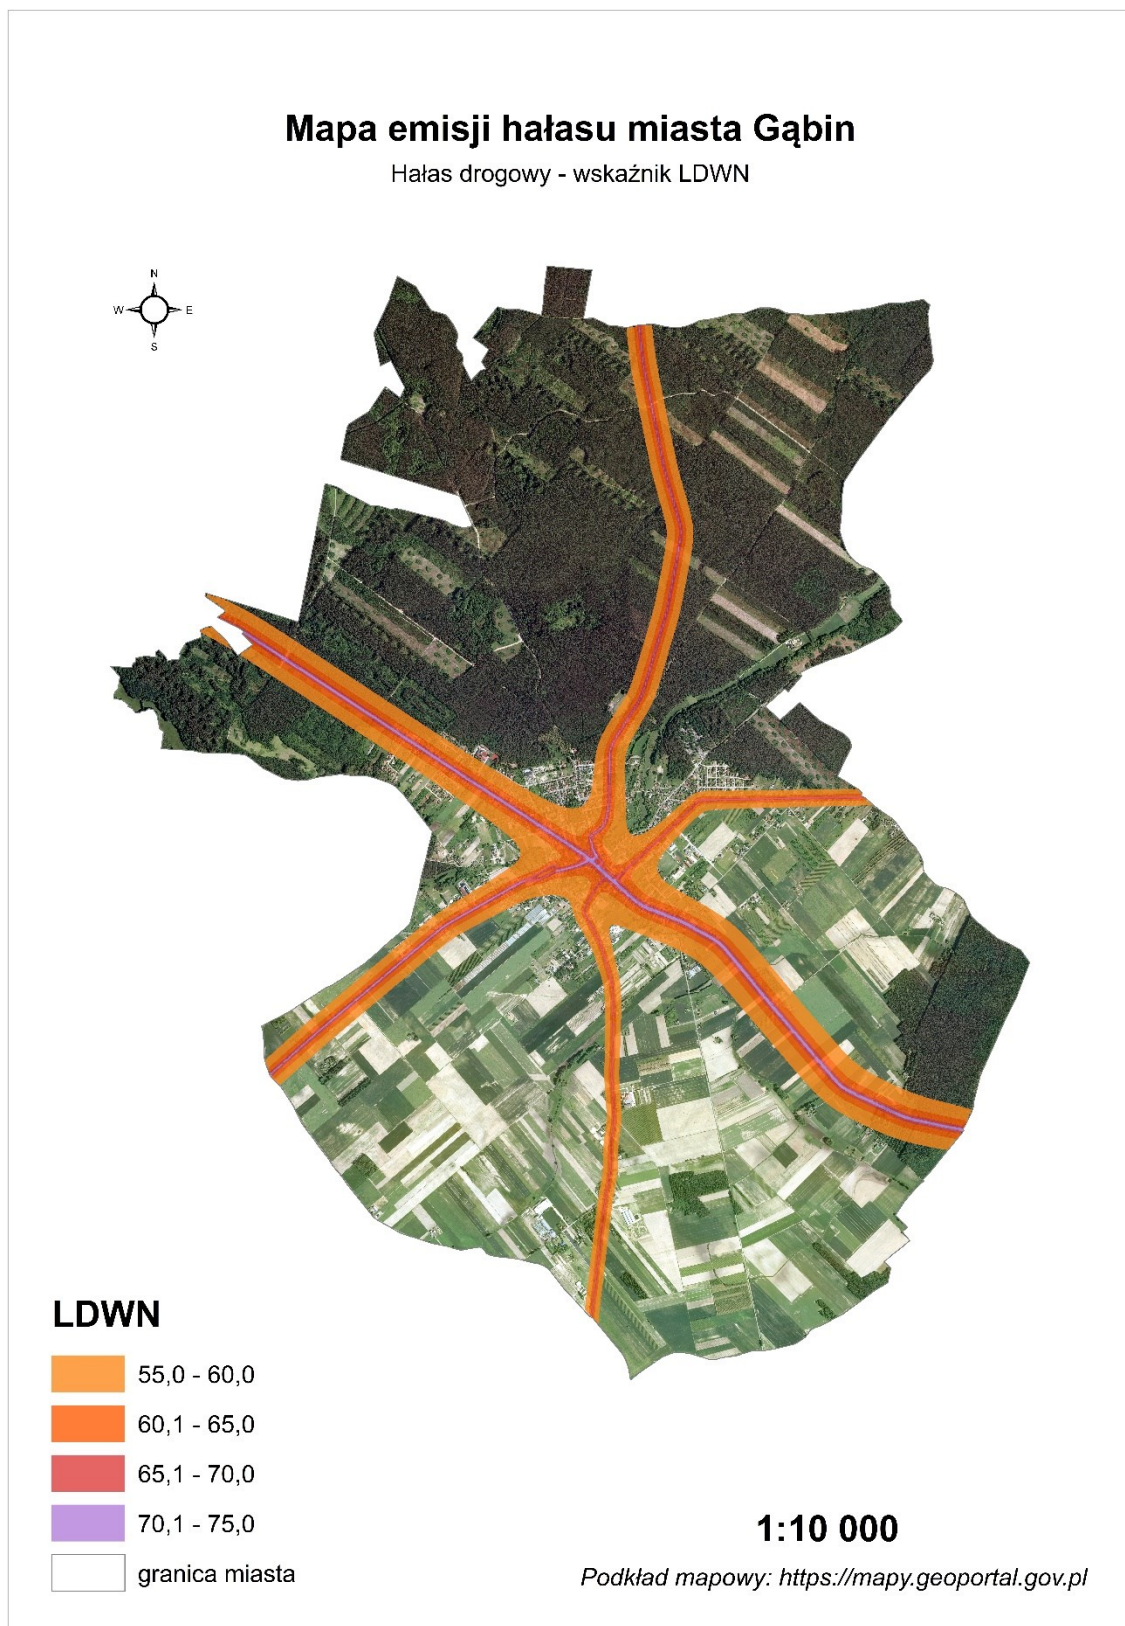 Mapa emisji hałasu miasta Gąbin
Hałas drogowy - wskaźnik LDWN
N
W E
S
LDWN
55,0 - 60,0
60,1 - 65,0
65,1 - 70,0
70,1 - 75,0
granica miasta
1:10 000
Podkład mapowy: https://mapy.geoportal.gov.pl